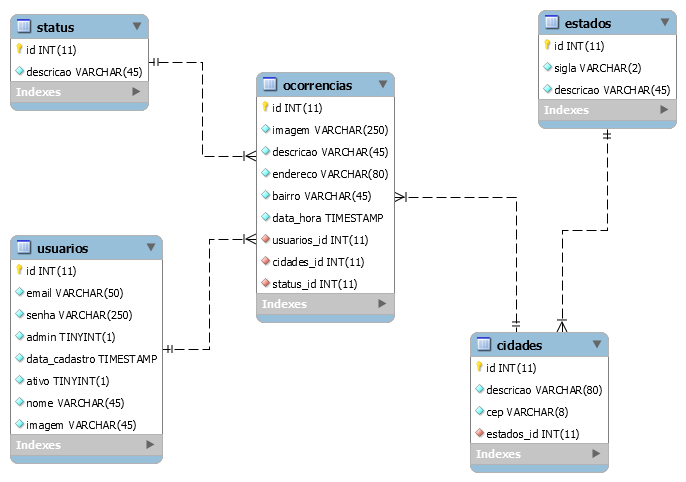 status
id INT(11)
descricao VARCHAR(45)
Indexes
ocorrencias
id INT(11)
imagem VARCHAR(250)
descricao VARCHAR(45)
endereco VARCHAR(80)
bairro VARCHAR(45)
data_hora TIMESTAMP
usuarios_id INT(11)
cidades_id INT(11)
status_id INT(11)
Indexes
estados
id INT(11)
sigla VARCHAR(2)
descricao VARCHAR(45)
Indexes
usuarios
id INT(11)
email VARCHAR(50)
senha VARCHAR(250)
admin TINYINT(1)
data_cadastro TIMESTAMP
ativo TINYINT(1)
nome VARCHAR(45)
imagem VARCHAR(45)
Indexes
cidades
id INT(11)
descricao VARCHAR(80)
cep VARCHAR(8)
estados_id INT(11)
Indexes